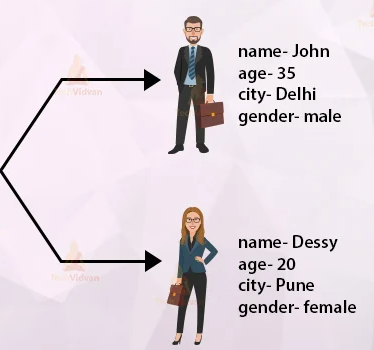 name- John
age- 35
city- Delhi
gender- male
name- Dessy
age- 20
city- Pune
gender- female